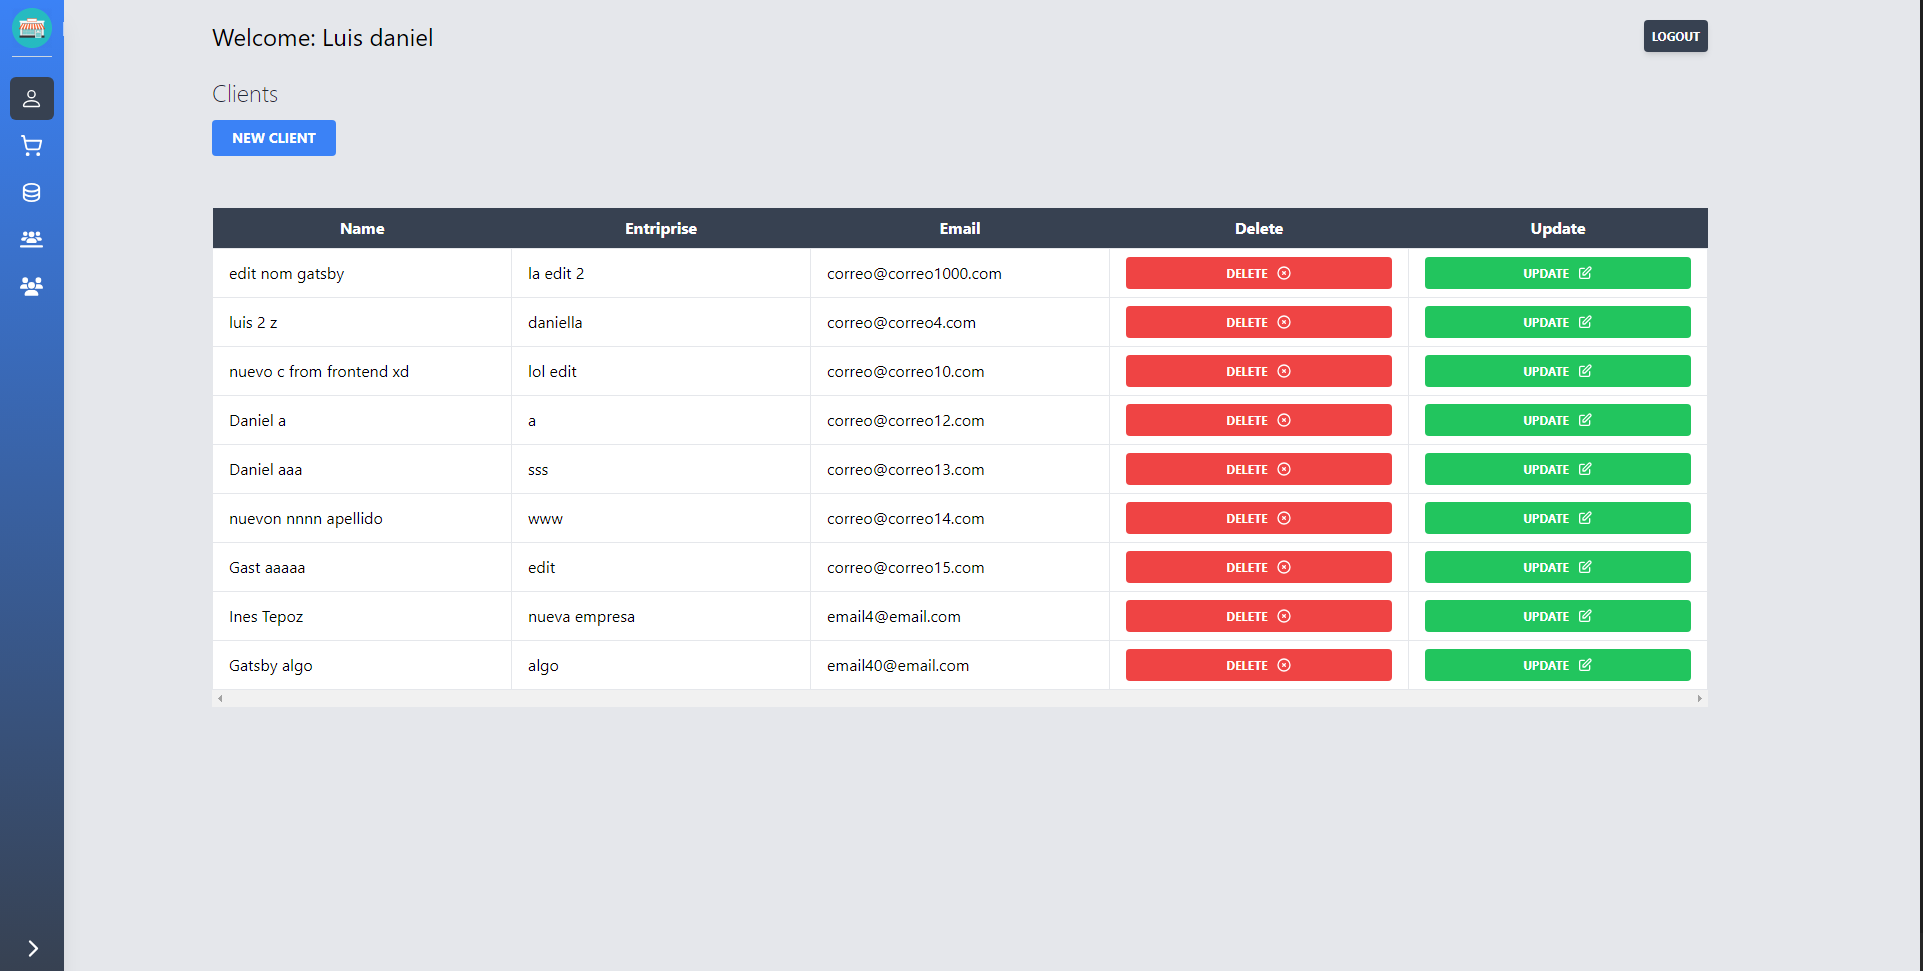 Welcome: Luis daniel
LOGOUT
Clients
NEW CLIENT
Name Entriprise Email Delete Update
edit nom gatsby la edit 2 correo@correo1000.com DELETE UPDATE
luis 2 z daniella correo@correo4.com DELETE UPDATE
nuevo c from frontend xd lol edit correo@correo10.com DELETE UPDATE
Daniel a a correo@correo12.com DELETE UPDATE
Daniel aaa sss correo@correo13.com DELETE UPDATE
nuevon nnnn apellido www correo@correo14.com DELETE UPDATE
Gast aaaaa edit correo@correo15.com DELETE UPDATE
Ines Tepoz nueva empresa email4@email.com DELETE UPDATE
Gatsby algo algo email40@email.com DELETE UPDATE